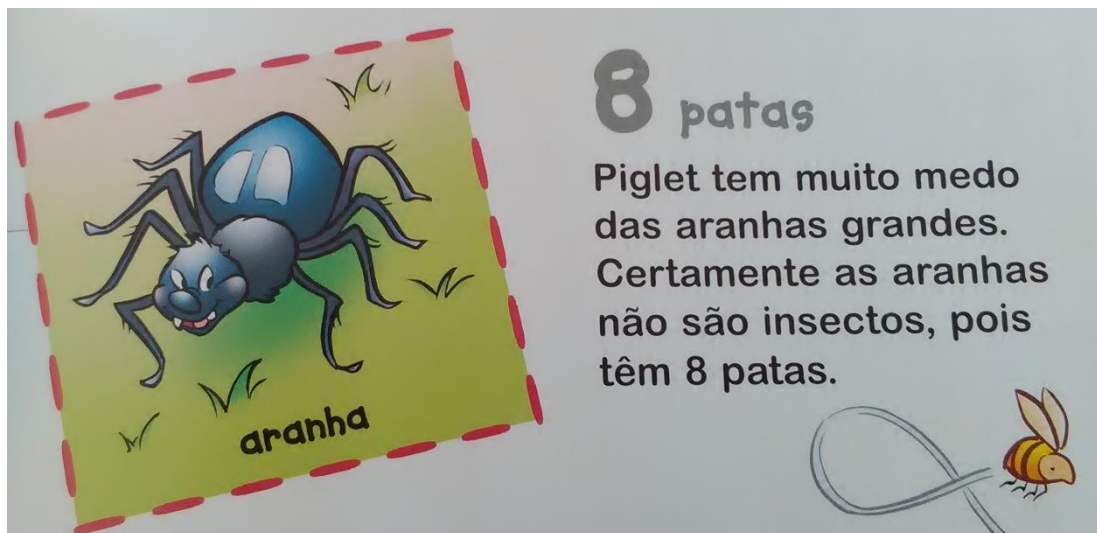 8 patas
Piglet tem muito medo
das aranhas grandes.
Certamente as aranhas
não são insectos, pois
têm 8 patas.
aranha